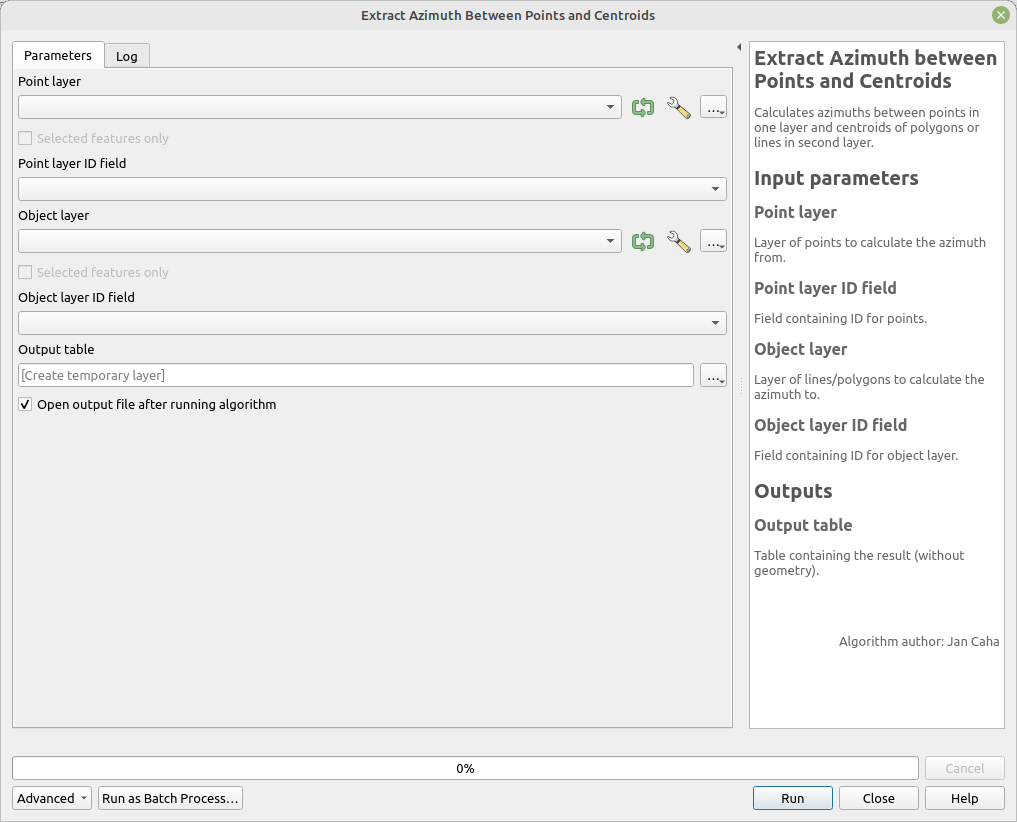 Extract Azimuth Between Points and Centroids
Parameters
Log
Point layer
...
Selected features only
Point layer ID field
Object layer
...
Selected features only
Object layer ID field
Output table
[Create temporary layer]
...
Open output file after running algorithm
Extract Azimuth between
Points and Centroids
Calculates azimuths between points in
one layer and centroids of polygons or
lines in second layer.
Input parameters
Point layer
Layer of points to calculate the azimuth
from.
Point layer ID field
Field containing ID for points.
Object layer
Layer of lines/polygons to calculate the
azimuth to.
Object layer ID field
Field containing ID for object layer.
Outputs
Output table
Table containing the result (without
geometry).
Algorithm author: Jan Caha
0%
Cancel
Advanced
Run as Batch Process...
Run
Close
Help